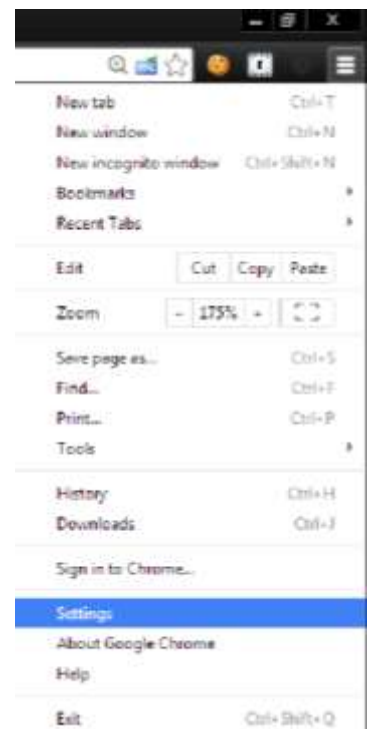 New tab Ctrl+T
New window Ctrl+N
New incognito window Ctrl+Shift+N
Bookmarks
Recent Tabs
Edit Cut Copy Paste
Zoom - 175% +
Save page as... Ctrl+S
Find... Ctrl+F
Print... Ctrl+P
Tools
History Ctrl+H
Downloads Ctrl+J
Sign in to Chrome...
Settings
About Google Chrome
Help
Exit Ctrl+Shift+Q